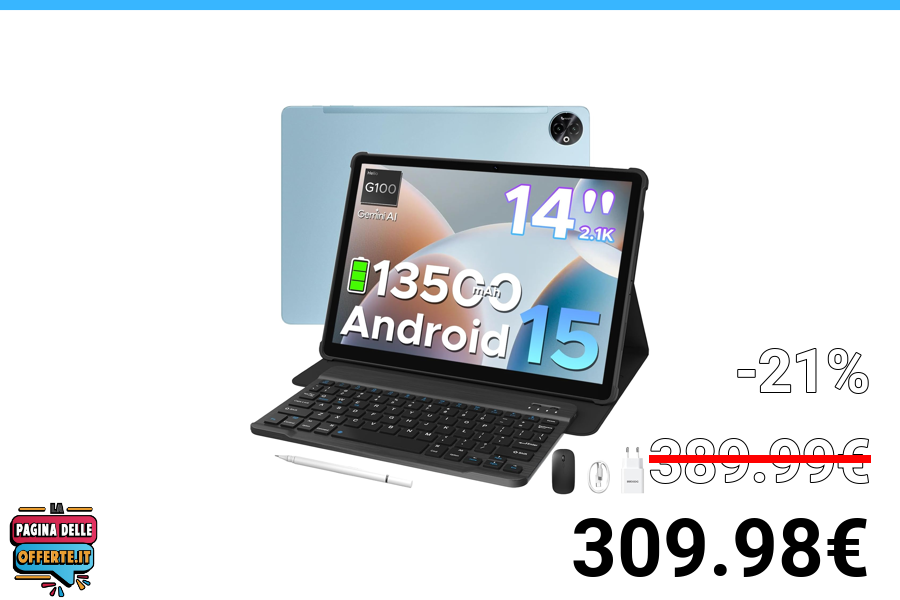 Helio
G100
Gemini AI
14"
2.1K
13500 mAh
Android 15
-21%
389.99€
309.98€
LA
PAGINA DELLE
OFFERTE.IT